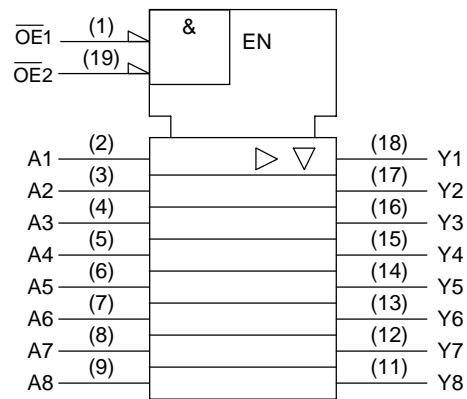 OE1 (1) & EN
OE2 (19)
A1 (2) (18) Y1
A2 (3) (17) Y2
A3 (4) (16) Y3
A4 (5) (15) Y4
A5 (6) (14) Y5
A6 (7) (13) Y6
A7 (8) (12) Y7
A8 (9) (11) Y8